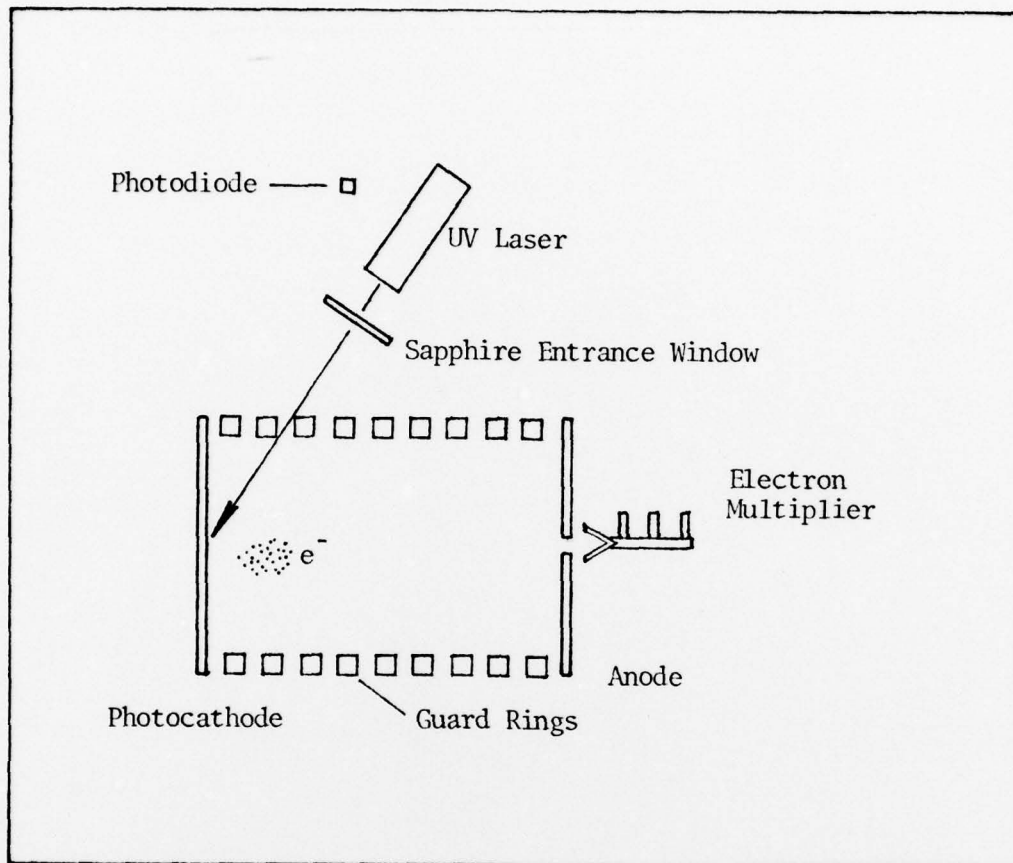 Photodiode
UV Laser
Sapphire Entrance Window
Electron
Multiplier
e⁻
Anode
Photocathode
Guard Rings